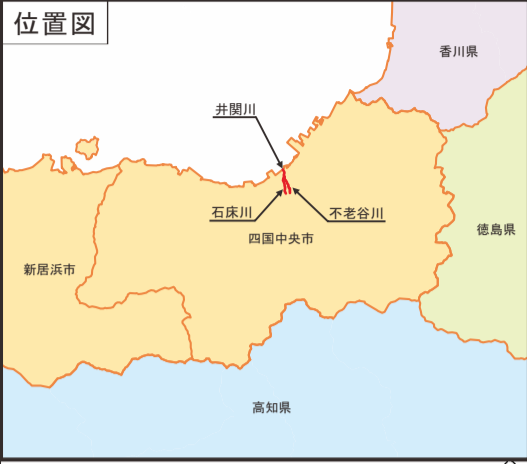 位置図
香川県
井関川
石床川
不老谷川
四国中央市
徳島県
新居浜市
高知県